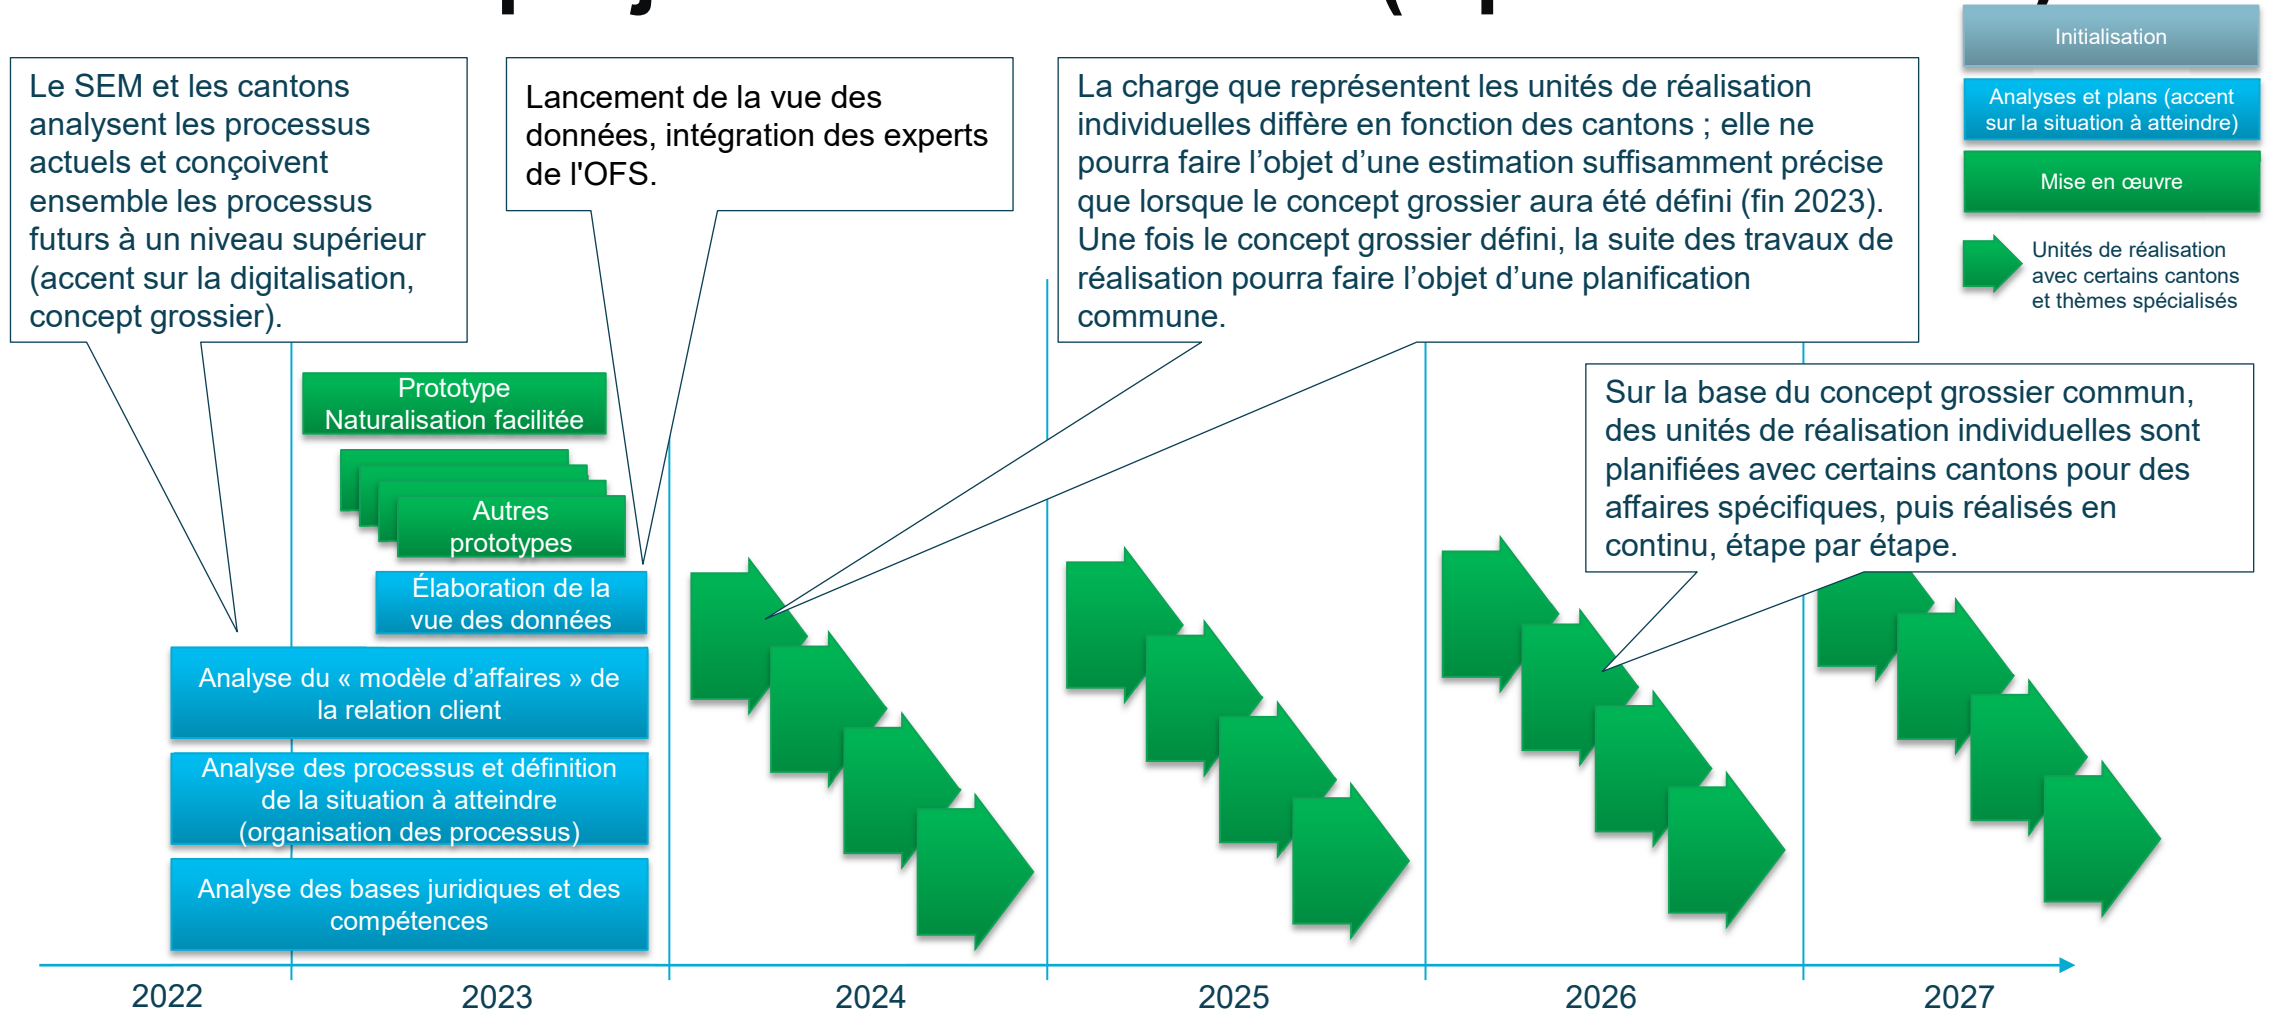 Initialisation
Analyses et plans (accent
sur la situation à atteindre)
Mise en œuvre
Unités de réalisation
avec certains cantons
et thèmes spécialisés
Le SEM et les cantons
analysent les processus
actuels et conçoivent
ensemble les processus
futurs à un niveau supérieur
(accent sur la digitalisation,
concept grossier).
Lancement de la vue des
données, intégration des experts
de l'OFS.
La charge que représentent les unités de réalisation
individuelles diffère en fonction des cantons ; elle ne
pourra faire l’objet d’une estimation suffisamment précise
que lorsque le concept grossier aura été défini (fin 2023).
Une fois le concept grossier défini, la suite des travaux de
réalisation pourra faire l’objet d’une planification
commune.
Sur la base du concept grossier commun,
des unités de réalisation individuelles sont
planifiées avec certains cantons pour des
affaires spécifiques, puis réalisés en
continu, étape par étape.
Prototype
Naturalisation facilitée
Autres
prototypes
Élaboration de la
vue des données
Analyse du « modèle d’affaires » de
la relation client
Analyse des processus et définition
de la situation à atteindre
(organisation des processus)
Analyse des bases juridiques et des
compétences
2022
2023
2024
2025
2026
2027